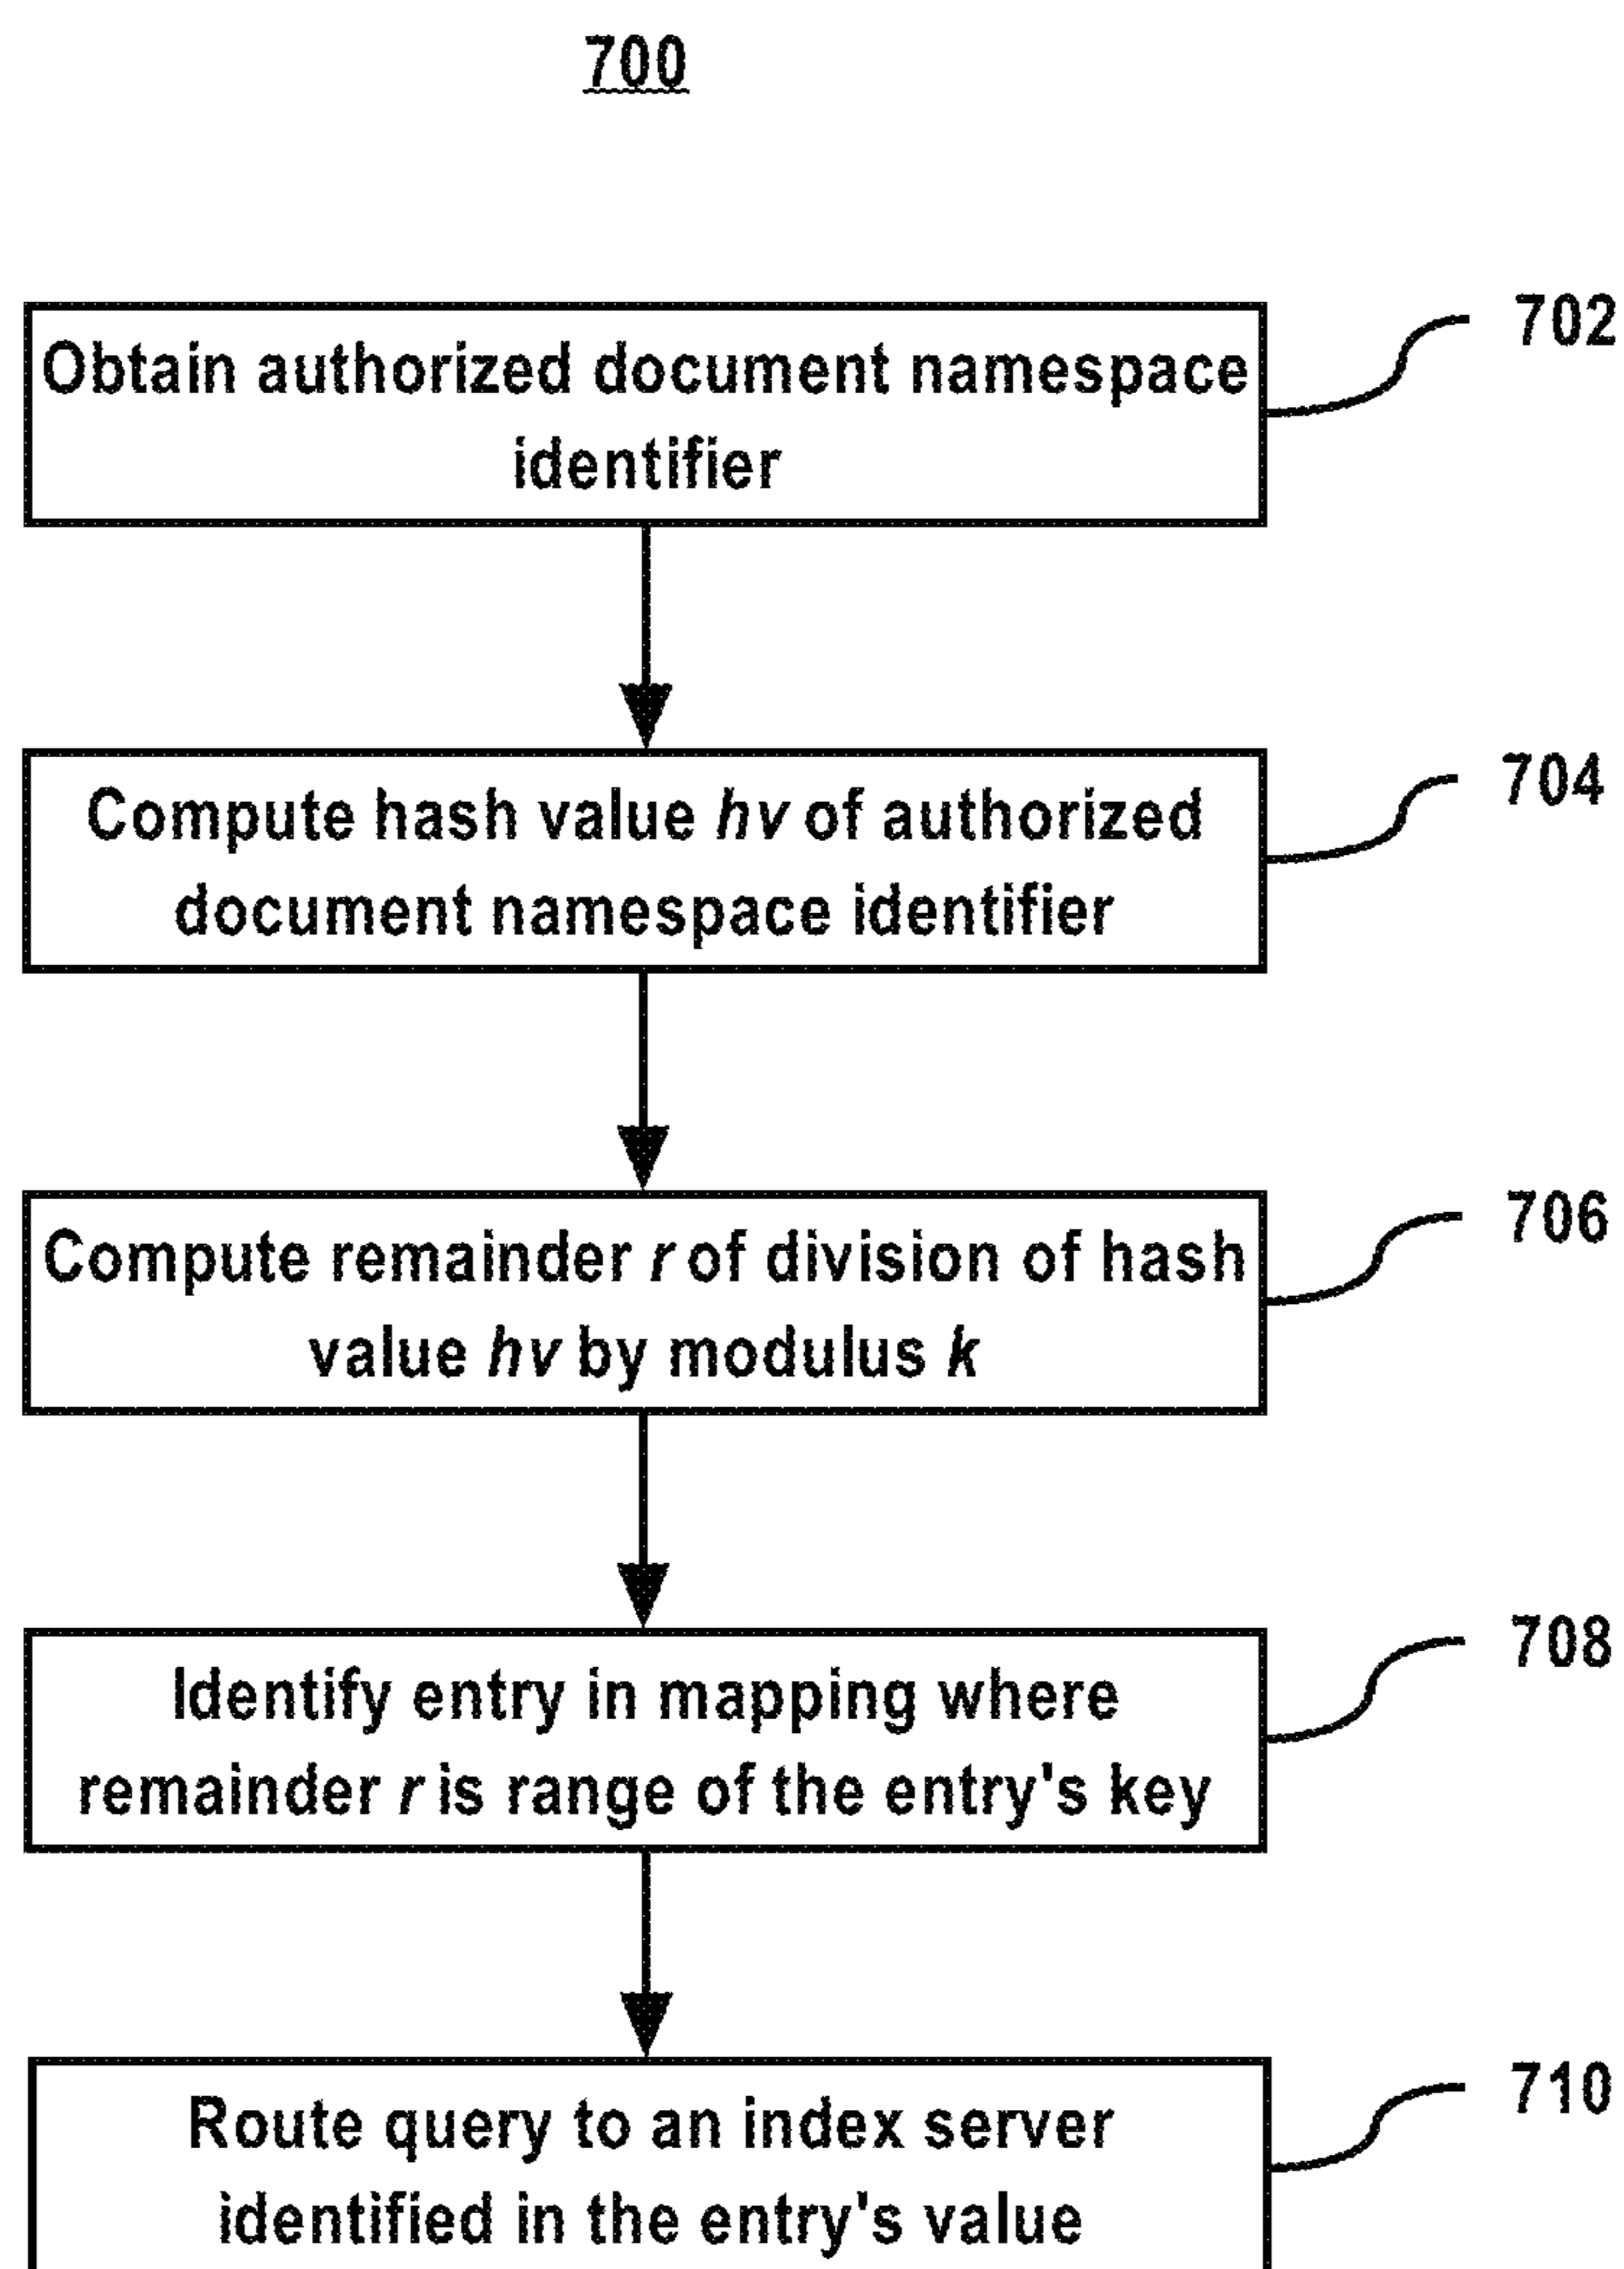 700
702
Obtain authorized document namespace
identifier
704
Compute hash value hv of authorized
document namespace identifier
706
Compute remainder r of division of hash
value hv by modulus k
708
Identify entry in mapping where
remainder r is range of the entry's key
710
Route query to an index server
identified in the entry's value